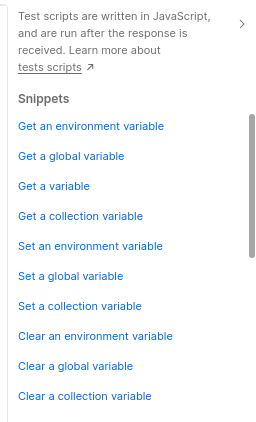 Test scripts are written in JavaScript,
and are run after the response is
received. Learn more about
tests scripts ↗
Snippets
Get an environment variable
Get a global variable
Get a variable
Get a collection variable
Set an environment variable
Set a global variable
Set a collection variable
Clear an environment variable
Clear a global variable
Clear a collection variable